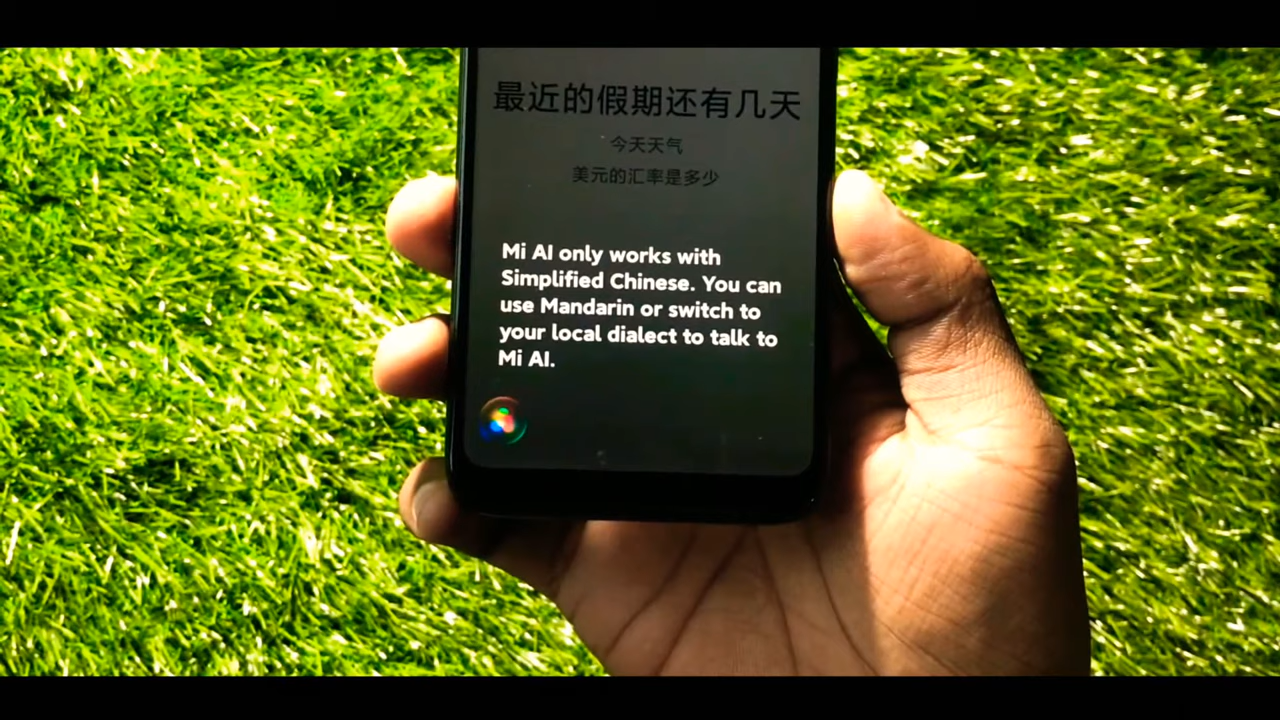 最近的假期还有几天
今天天气
美元的汇率是多少
Mi AI only works with
Simplified Chinese. You can
use Mandarin or switch to
your local dialect to talk to
Mi AI.